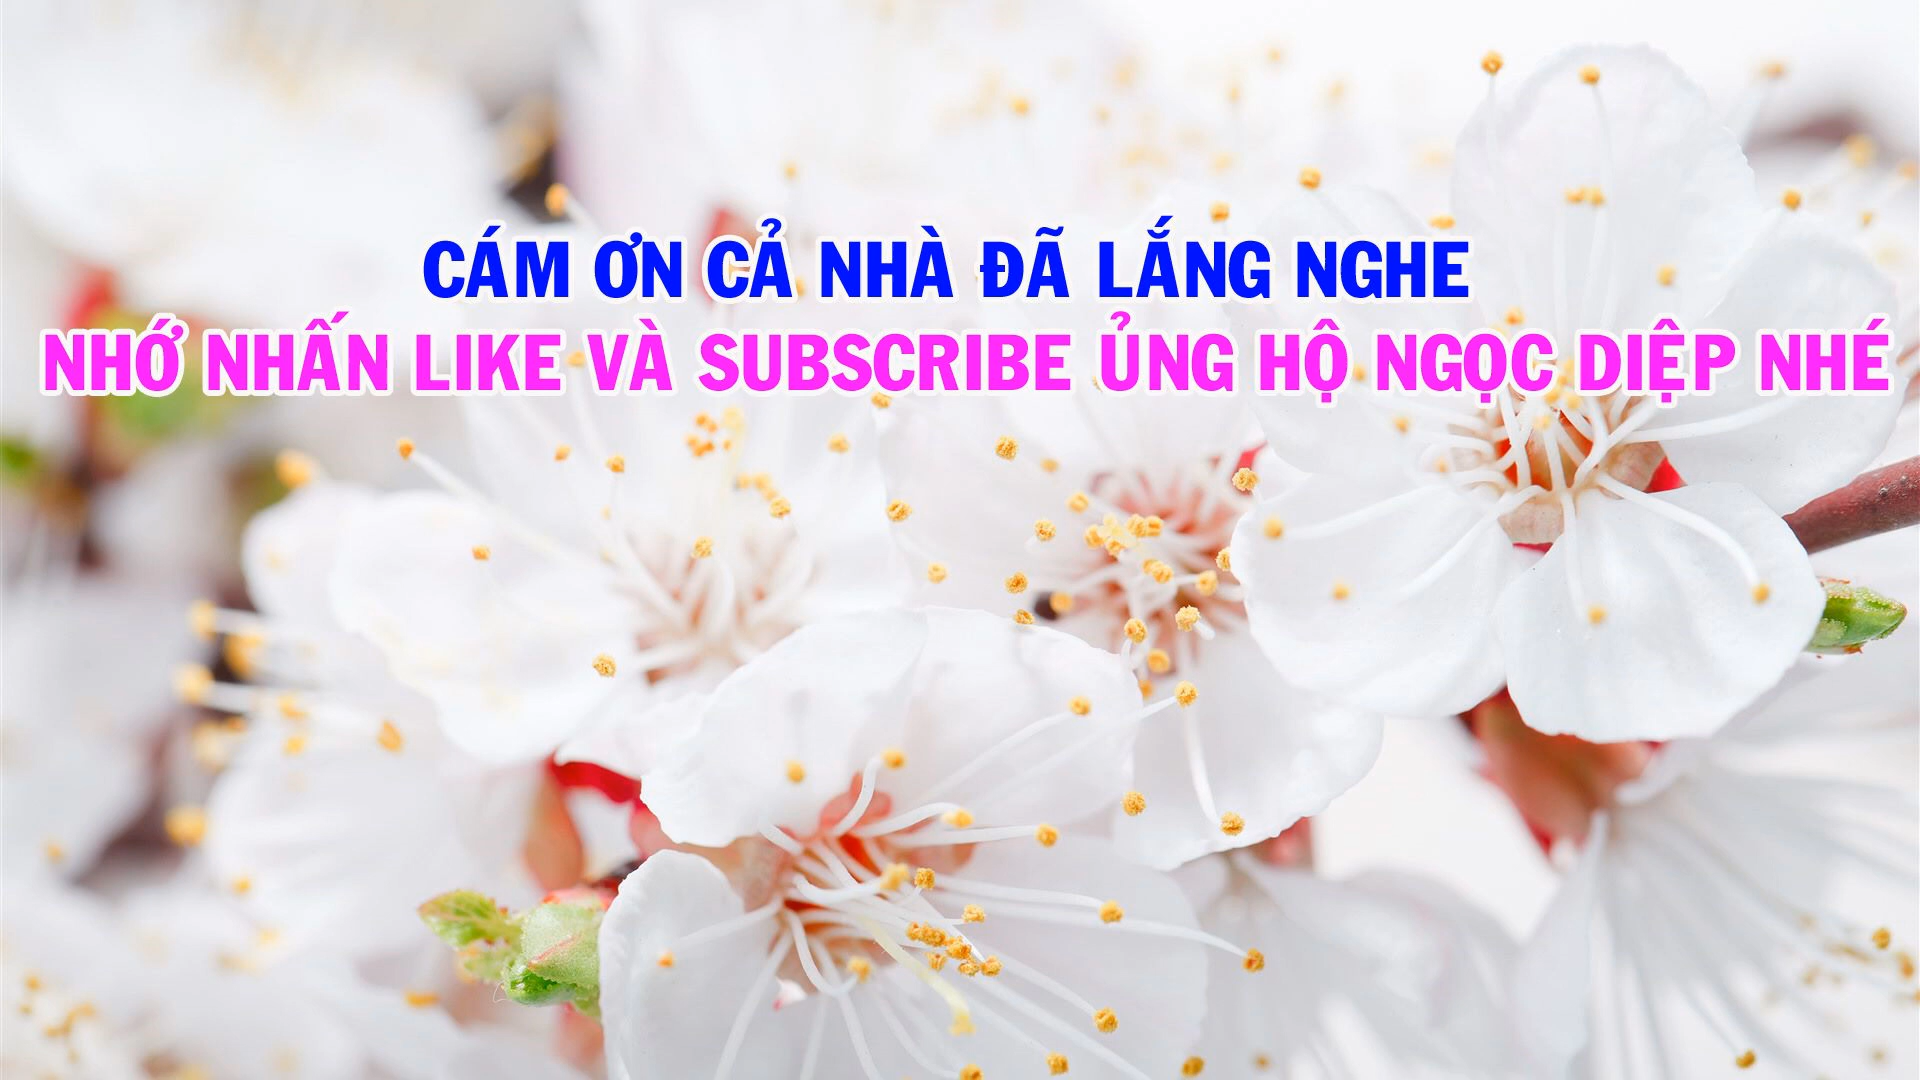 CÁM ƠN CẢ NHÀ ĐÃ LẮNG NGHE
NHỚ NHẤN LIKE VÀ SUBSCRIBE ỦNG HỘ NGỌC DIỆP NHÉ